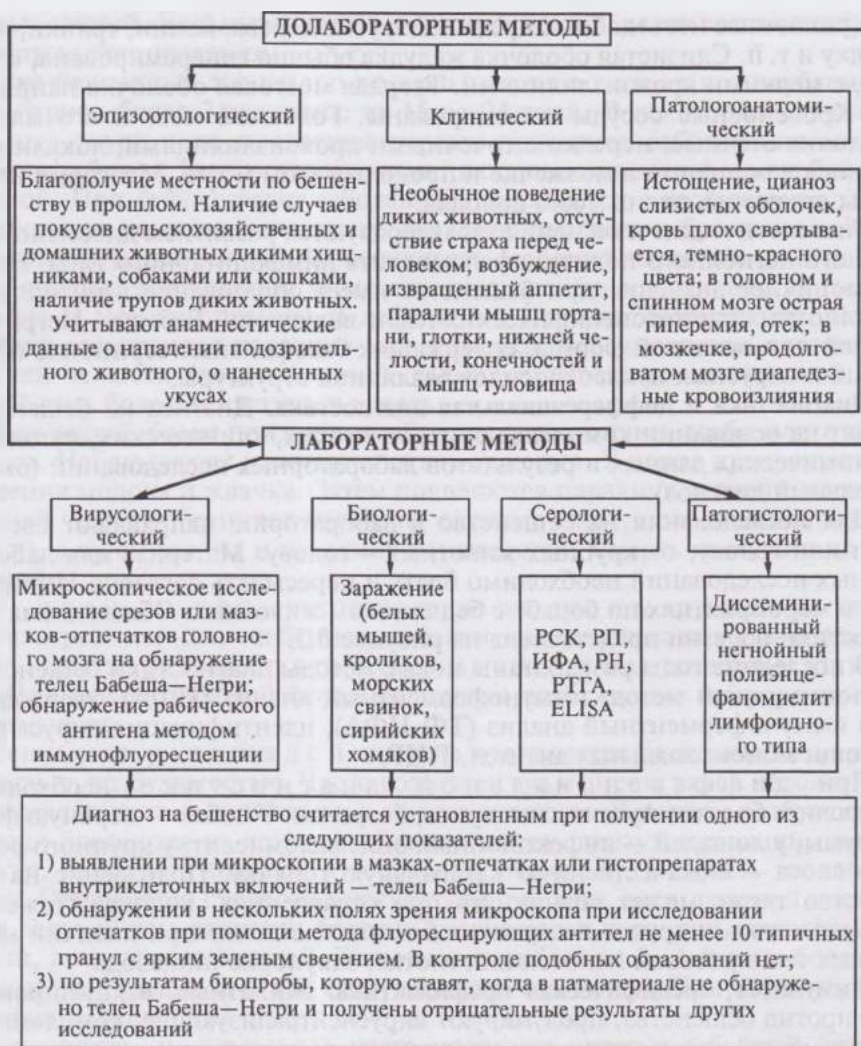 ДОЛАБОРАТОРНЫЕ МЕТОДЫ
Эпизоотологический
Клинический
Патологоанатоми-
ческий
Благополучие местности по бешен-
ству в прошлом. Наличие случаев
покусов сельскохозяйственных и
домашних животных дикими хищ-
никами, собаками или кошками,
наличие трупов диких животных.
Учитывают анамнестические
данные о нападении подозритель-
ного животного, о нанесенных
укусах
Необычное поведение
диких животных, отсут-
ствие страха перед че-
ловеком; возбуждение,
извращенный аппетит,
параличи мышц горта-
ни, глотки, нижней че-
люсти, конечностей и
мышц туловища
Истощение, цианоз
слизистых оболочек,
кровь плохо свертыва-
ется, темно-красного
цвета; в головном и
спинном мозге острая
гиперемия, отек; в
мозжечке, продолго-
ватом мозге диапедез-
ные кровоизлияния
ЛАБОРАТОРНЫЕ МЕТОДЫ
Вирусологи-
ческий
Биологи-
ческий
Серологи-
ческий
Патогистологи-
ческий
Микроскопическое иссле-
дование срезов или маз-
ков-отпечатков головно-
го мозга на обнаружение
телец Бабеша—Негри;
обнаружение рабического
антигена методом
иммунофлуоресценции
Заражение
(белых
мышей,
кроликов,
морских
свинок,
сирийских
хомяков)
РСК, РП,
ИФА, РН,
РНГА,
ELISA
Диссемини-
рованный
негнойный
полиэнце-
фаломиелит
лимфоидно-
го типа
Диагноз на бешенство считается установленным при получении одного из
следующих показателей:
1) выявлении при микроскопии в мазках-отпечатках или гистопрепаратах
внутриклеточных включений — телец Бабеша—Негри;
2) обнаружении в нескольких полях зрения микроскопа при исследовании
отпечатков при помощи метода флуоресцирующих антител не менее 10 типичных
гранул с ярким зеленым свечением. В контроле подобных образований нет;
3) по результатам биопробы, которую ставят, когда в патматериале не обнаруже-
но телец Бабеша—Негри и получены отрицательные результаты других
исследований